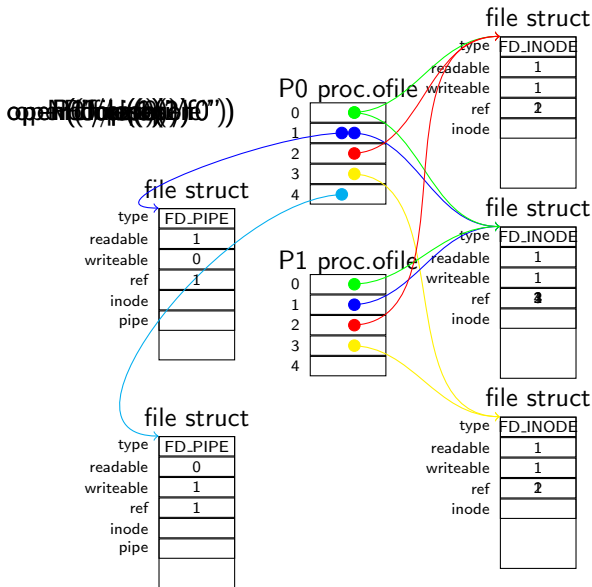 file struct
type FD_INODE
readable 1
writeable 1
ref
inode
P0 proc.ofile
0
1
2
3
4
file struct
type FD_PIPE
readable 1
writeable 0
ref 1
inode
pipe
file struct
type FD_INODE
readable 1
writeable 1
ref
inode
P1 proc.ofile
0
1
2
3
4
file struct
type FD_PIPE
readable 0
writeable 1
ref 1
inode
pipe
file struct
type FD_INODE
readable 1
writeable 1
ref
inode